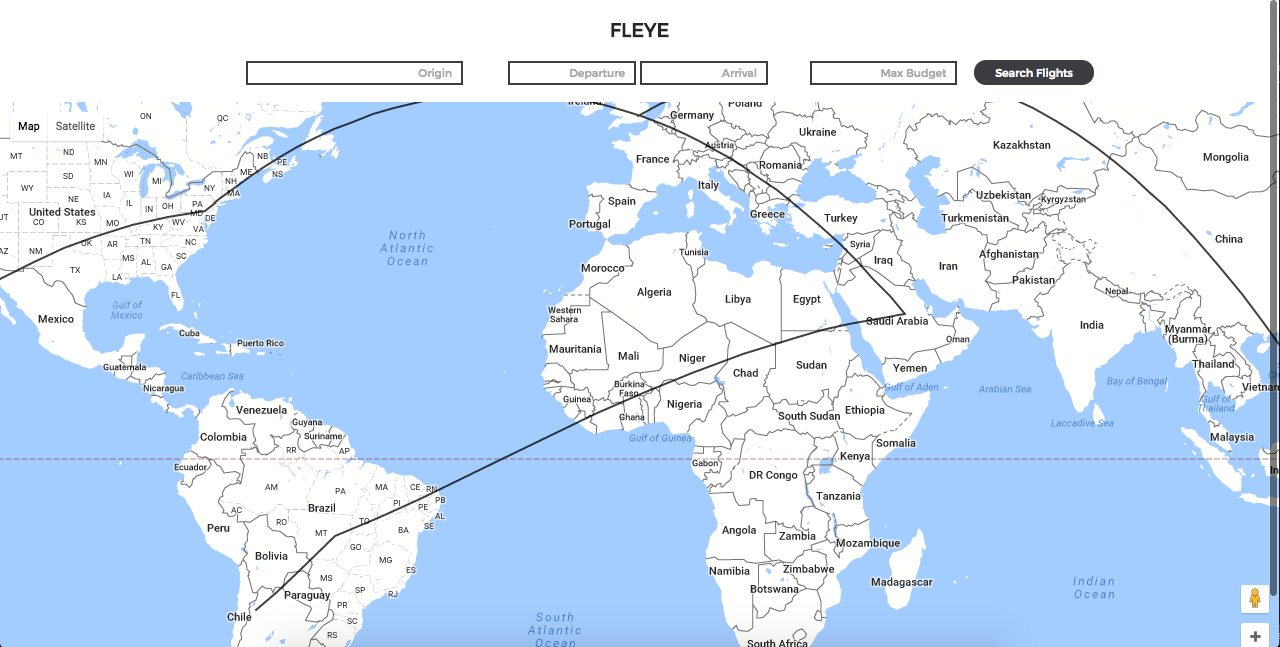 FLEYE
Origin
Departure
Arrival
Max Budget
Search Flights
Map
Satellite
ON
QC
Ireland
Poland
Germany
Ukraine
Austria
Kazakhstan
Mongolia
MT
ND
MN
NB
PE
France
Romania
SD
WI
MI
ME
NS
WY
NH
NY
MA
Italy
Spain
Uzbekistan
Kyrgyzstan
NE
IA
IL
IN
OH
PA
UT
United States
MD
DE
Portugal
Greece
Turkey
Turkmenistan
CO
KS
MO
KY
WV
VA
North
Atlantic
Ocean
China
AZ
NM
OK
AR
TN
NC
Tunisia
Syria
Iraq
Iran
Afghanistan
MS
AL
SC
GA
TX
LA
Morocco
Pakistan
FL
Algeria
Libya
Egypt
Nepal
Gulf of
Mexico
Mexico
Western
Sahara
Saudi Arabia
India
Myanmar
(Burma)
Cuba
Puerto Rico
Oman
Mauritania
Mali
Niger
Guatemala
Caribbean Sea
Chad
Sudan
Yemen
Thailand
Nicaragua
Burkina
Faso
Gulf of Aden
Arabian Sea
Bay of Bengal
Vietnam
Guinea
Nigeria
Gulf of
Thailand
Venezuela
Guyana
Ghana
South Sudan
Ethiopia
Laccadive Sea
Colombia
Suriname
Gulf of Guinea
Somalia
Malaysia
RR
AP
Kenya
Ecuador
Gabon
DR Congo
In
AM
PA
MA
CE
RN
Tanzania
PB
PI
PE
AC
Brazil
AL
RO
TO
SE
Peru
MT
BA
Angola
Zambia
Mozambique
GO
Bolivia
MG
Namibia
Zimbabwe
ES
Madagascar
Indian
Ocean
MS
SP
RJ
Botswana
Paraguay
PR
Chile
SC
South
Atlantic
Ocean
RS
South Africa